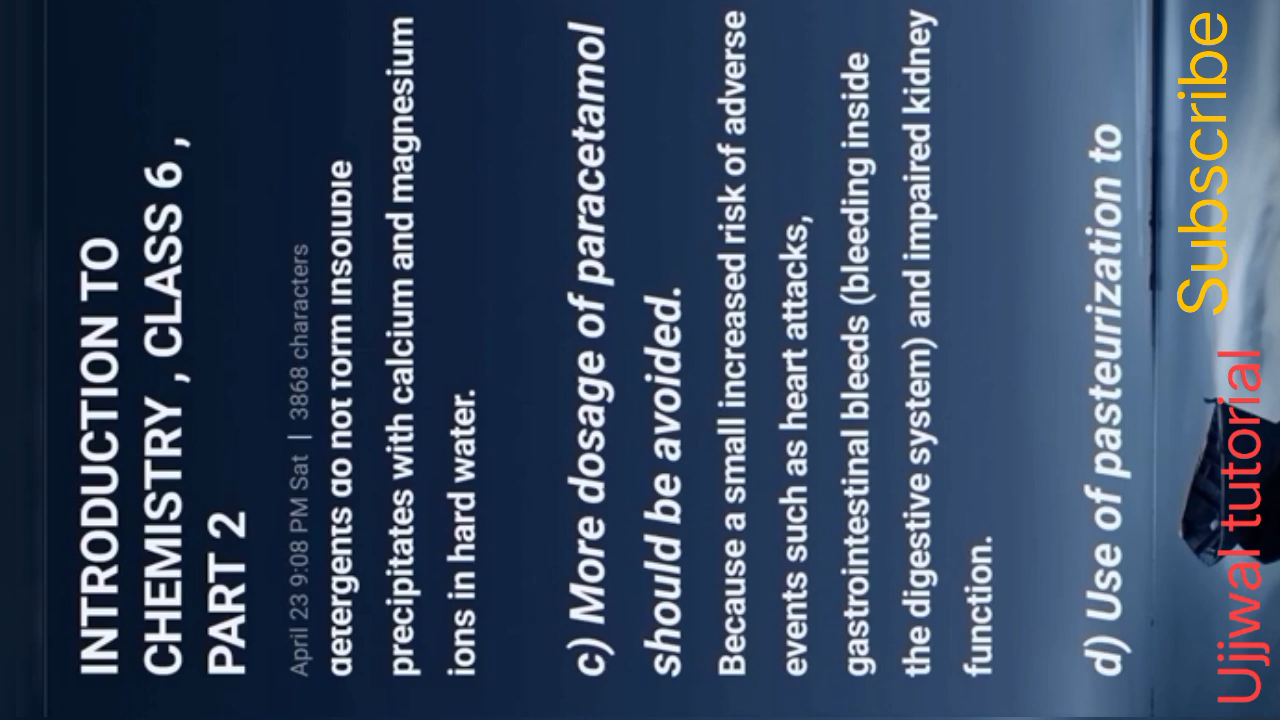 INTRODUCTION TO
CHEMISTRY , CLASS 6 ,
PART 2
April 23 9:08 PM Sat | 3868 characters
detergents do not form insoluble
precipitates with calcium and magnesium
ions in hard water.
c) More dosage of paracetamol
should be avoided.
Because a small increased risk of adverse
events such as heart attacks,
gastrointestinal bleeds (bleeding inside
the digestive system) and impaired kidney
function.
d) Use of pasteurization to
Ujjwal tutorial Subscribe